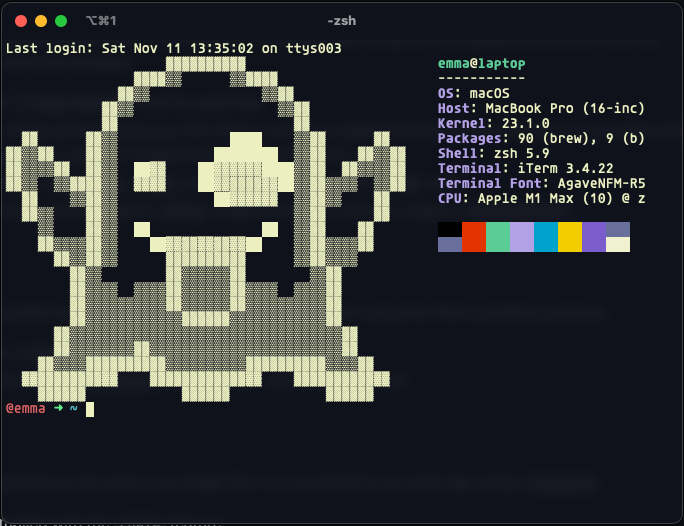 ⌥⌘1
-zsh
Last login: Sat Nov 11 13:35:02 on ttys003
emma@laptop
-----------
OS: macOS
Host: MacBook Pro (16-inc)
Kernel: 23.1.0
Packages: 90 (brew), 9 (b)
Shell: zsh 5.9
Terminal: iTerm 3.4.22
Terminal Font: AgaveNFM-R5
CPU: Apple M1 Max (10) @ z
@emma ➜ ~